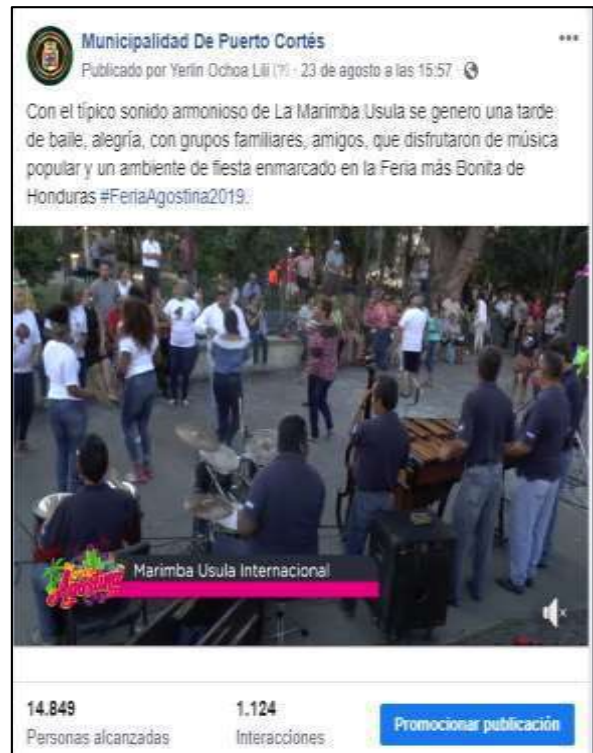 Municipalidad De Puerto Cortés
Publicado por Yerlin Ochoa Lili [?] · 23 de agosto a las 15:57 ·
Con el típico sonido armonioso de La Marimba Usula se genero una tarde
de baile, alegría, con grupos familiares, amigos, que disfrutaron de música
popular y un ambiente de fiesta enmarcado en la Feria más Bonita de
Honduras #FeriaAgostina2019.
Agostina
Marimba Usula Internacional
14.849
Personas alcanzadas
1.124
Interacciones
Promocionar publicación